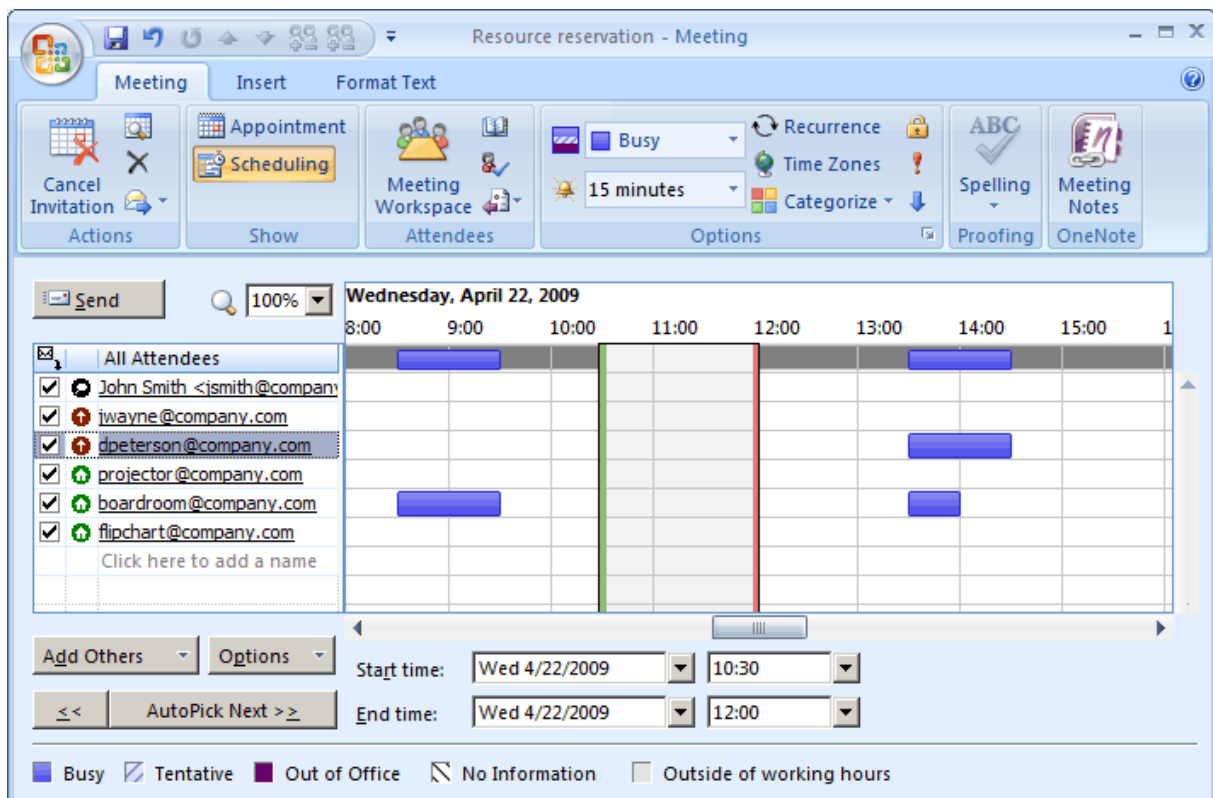 Resource reservation - Meeting
Meeting Insert Format Text
Cancel Invitation
Actions
Appointment
Scheduling
Show
Meeting Workspace
Attendees
Busy
15 minutes
Recurrence
Time Zones
Categorize
Options
ABC
Spelling
Proofing
Meeting Notes
OneNote
Send
100%
Wednesday, April 22, 2009
8:00 9:00 10:00 11:00 12:00 13:00 14:00 15:00 1
All Attendees
John Smith <jsmith@company
jwayne@company.com
dpeterson@company.com
projector@company.com
boardroom@company.com
flipchart@company.com
Click here to add a name
Add Others Options
<< AutoPick Next >>
Start time: Wed 4/22/2009 10:30
End time: Wed 4/22/2009 12:00
Busy Tentative Out of Office No Information Outside of working hours